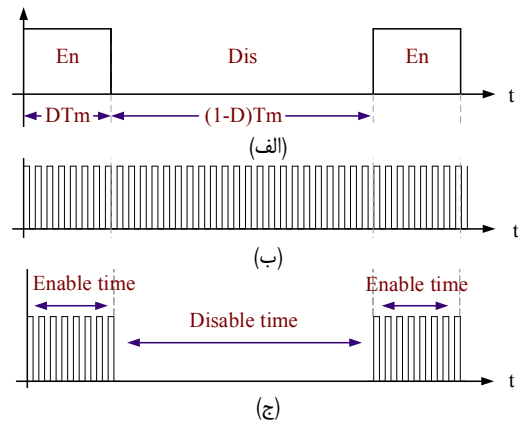 En Dis En
t
DTm (1-D)Tm
(الف)
t
(ب)
Enable time Enable time
Disable time
t
(ج)